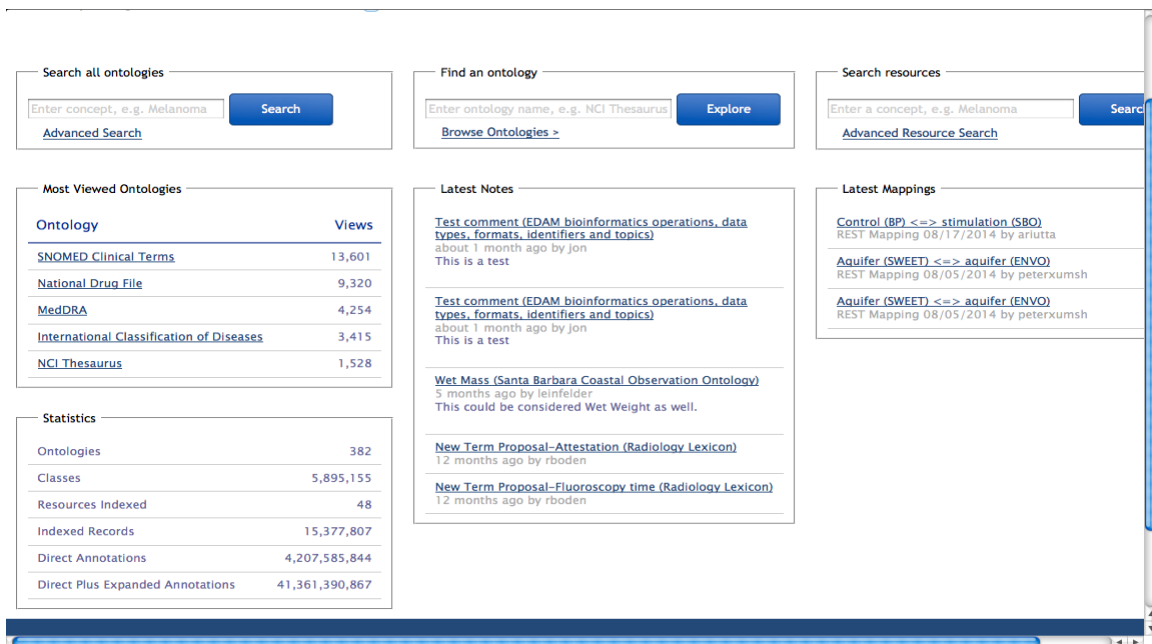 Search all ontologies
Enter concept, e.g. Melanoma
Search
Advanced Search
Find an ontology
Enter ontology name, e.g. NCI Thesaurus
Explore
Browse Ontologies >
Search resources
Enter a concept, e.g. Melanoma
Advanced Resource Search
Most Viewed Ontologies
Ontology Views
SNOMED Clinical Terms 13,601
National Drug File 9,320
MedDRA 4,254
International Classification of Diseases 3,415
NCI Thesaurus 1,528
Statistics
Ontologies 382
Classes 5,895,155
Resources Indexed 48
Indexed Records 15,377,807
Direct Annotations 4,207,585,844
Direct Plus Expanded Annotations 41,361,390,867
Latest Notes
Test comment (EDAM bioinformatics operations, data
types, formats, identifiers and topics)
about 1 month ago by jon
This is a test
Test comment (EDAM bioinformatics operations, data
types, formats, identifiers and topics)
about 1 month ago by jon
This is a test
Wet Mass (Santa Barbara Coastal Observation Ontology)
5 months ago by leinfelder
This could be considered Wet Weight as well.
New Term Proposal-Attestation (Radiology Lexicon)
12 months ago by rboden
New Term Proposal-Fluoroscopy time (Radiology Lexicon)
12 months ago by rboden
Latest Mappings
Control (BP) <=> stimulation (SBO)
REST Mapping 08/17/2014 by ariutta
Aquifer (SWEET) <=> aquifer (ENVO)
REST Mapping 08/05/2014 by peterxumsh
Aquifer (SWEET) <=> aquifer (ENVO)
REST Mapping 08/05/2014 by peterxumsh